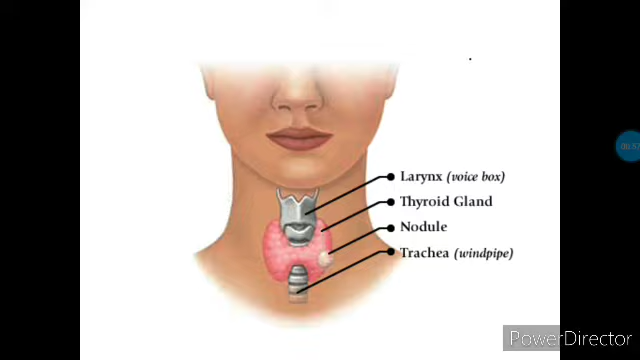 Larynx (voice box)
Thyroid Gland
Nodule
Trachea (windpipe)
PowerDirector